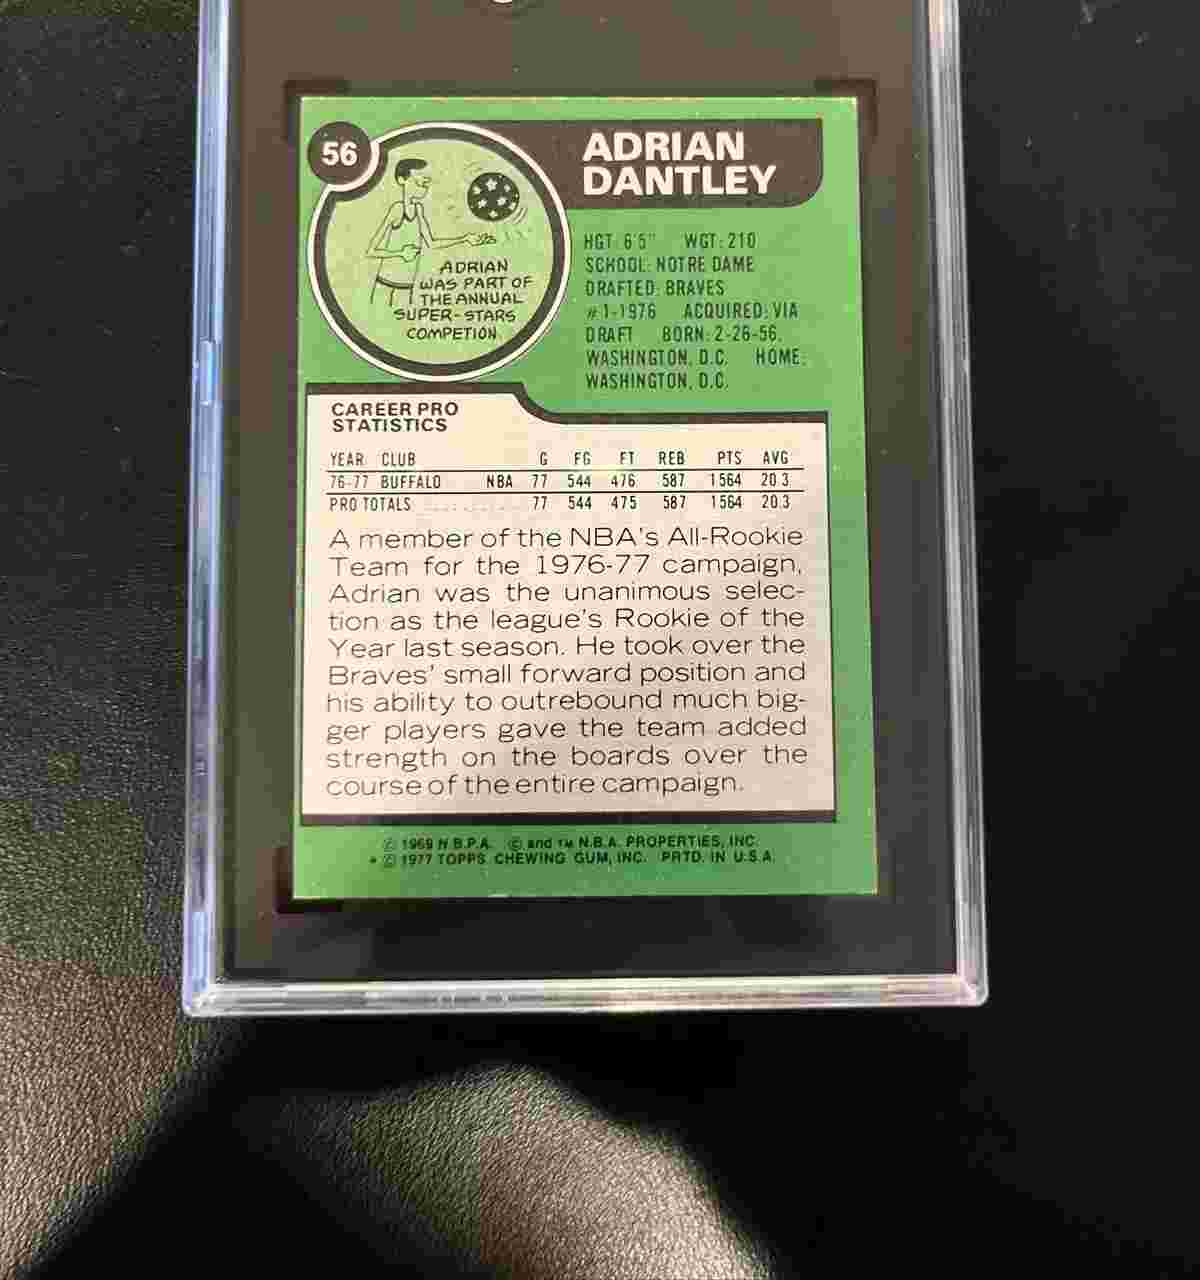 56
ADRIAN
DANTLEY
ADRIAN
WAS PART OF
THE ANNUAL
SUPER-STARS
COMPETION.
HGT: 6'5" WGT: 210
SCHOOL: NOTRE DAME
DRAFTED: BRAVES
#1-1976 ACQUIRED: VIA
DRAFT BORN: 2-26-56,
WASHINGTON, D.C. HOME:
WASHINGTON, D.C.
CAREER PRO
STATISTICS
YEAR CLUB G FG FT REB PTS AVG
76-77 BUFFALO NBA 77 544 476 587 1564 20.3
PRO TOTALS 77 544 475 587 1564 20.3
A member of the NBA's All-Rookie
Team for the 1976-77 campaign,
Adrian was the unanimous selec-
tion as the league's Rookie of the
Year last season. He took over the
Braves' small forward position and
his ability to outrebound much big-
ger players gave the team added
strength on the boards over the
course of the entire campaign.
© 1969 N.B.P.A. © and ™ N.B.A. PROPERTIES, INC.
* © 1977 TOPPS CHEWING GUM, INC. PRTD. IN U.S.A.